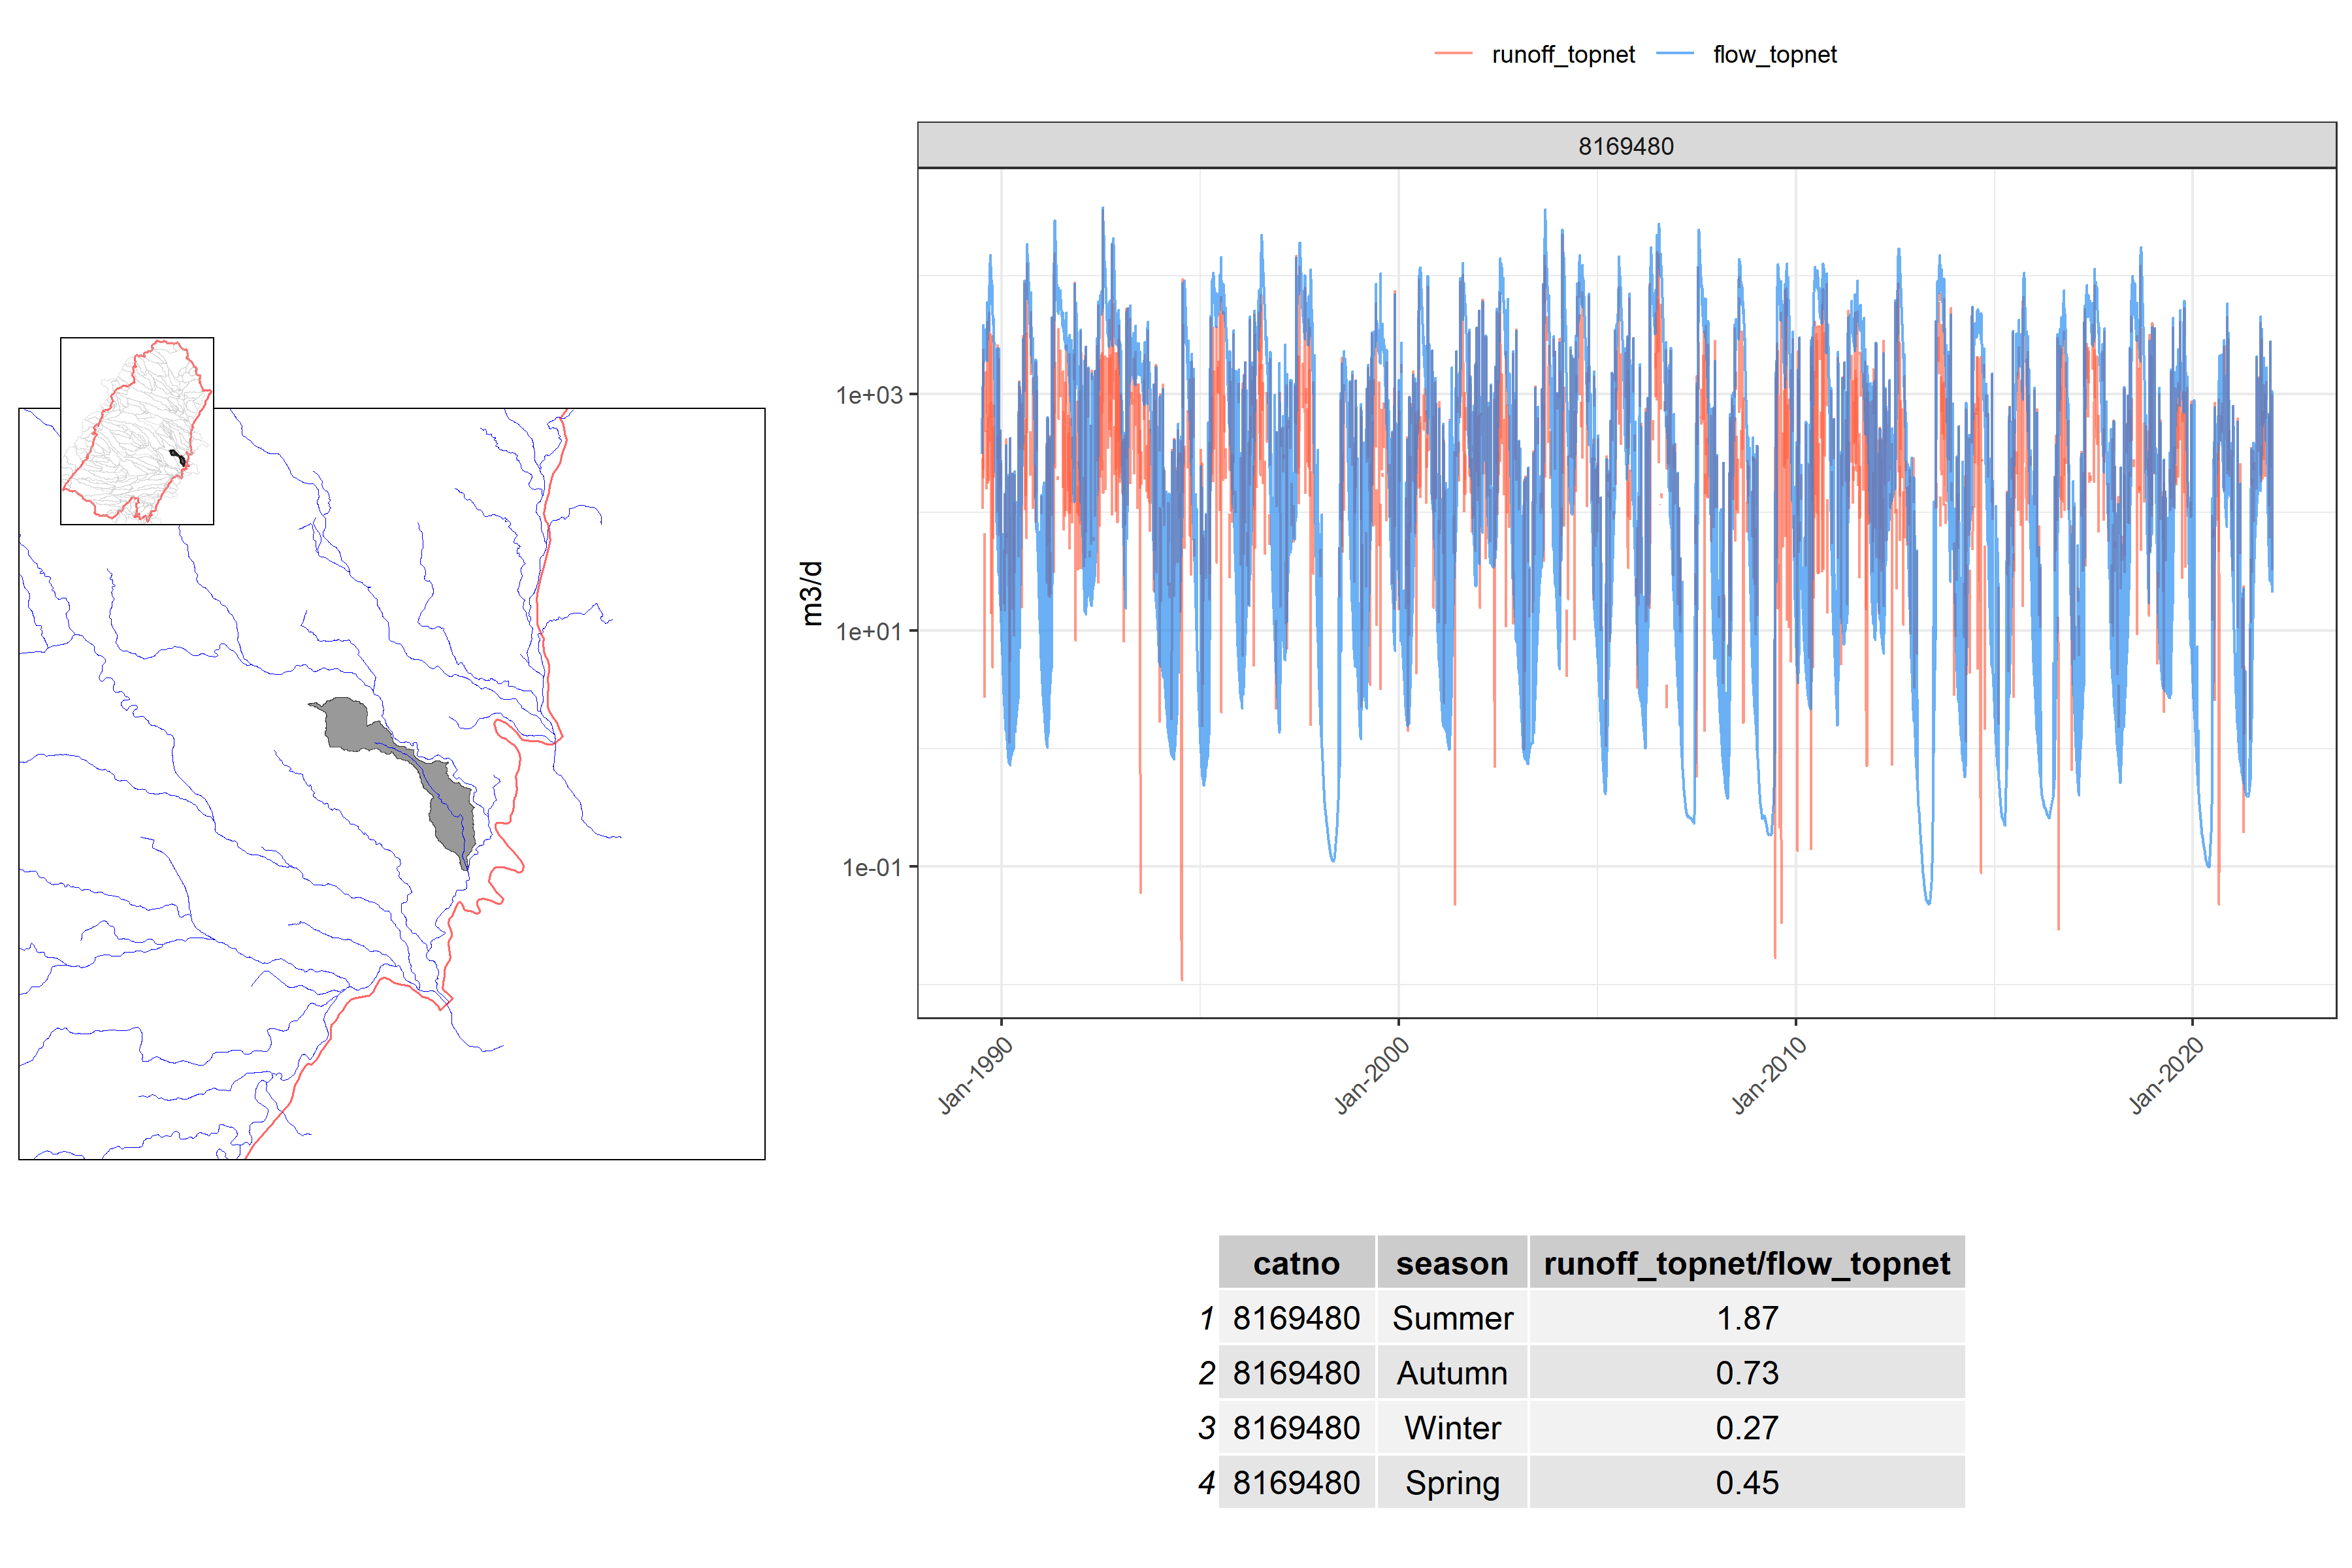 runoff_topnet flow_topnet
8169480
m3/d
1e+03
1e+01
1e-01
Jan-1990 Jan-2000 Jan-2010 Jan-2020
catno season runoff_topnet/flow_topnet
1 8169480 Summer 1.87
2 8169480 Autumn 0.73
3 8169480 Winter 0.27
4 8169480 Spring 0.45